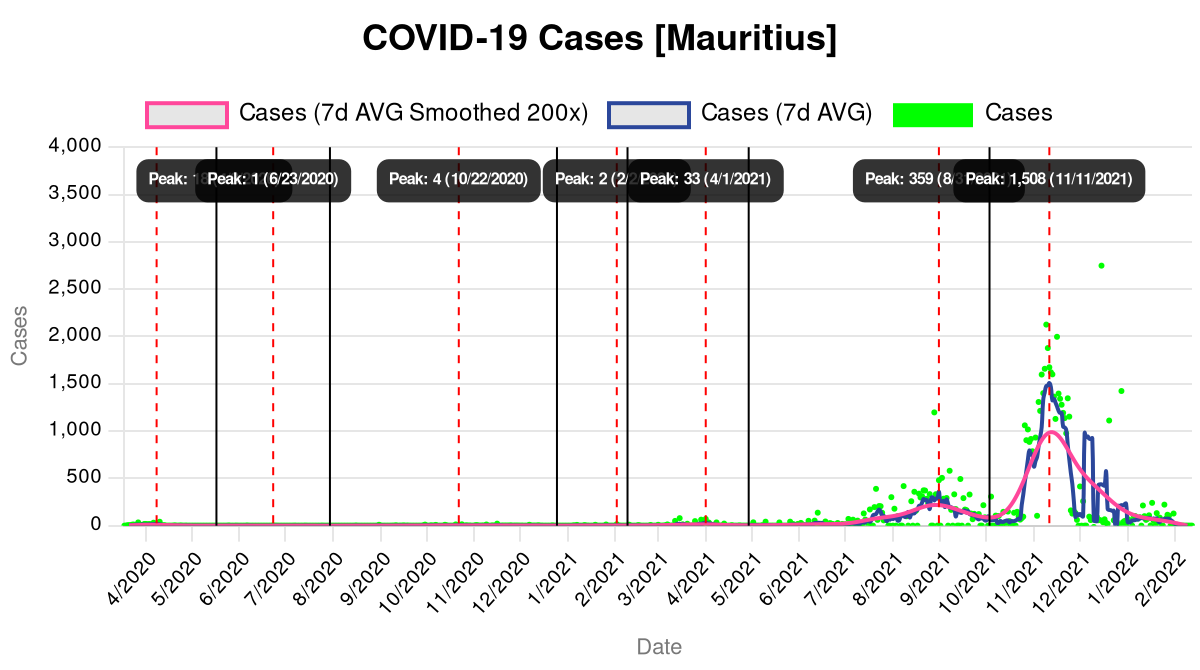 COVID-19 Cases [Mauritius]
Cases (7d AVG Smoothed 200x) Cases (7d AVG) Cases
4,000
3,500
3,000
2,500
2,000
1,500
1,000
500
0
Cases
Peak: Peak: 1 (6/23/2020) Peak: 4 (10/22/2020) Peak: 2 (2/ Peak: 33 (4/1/2021) Peak: 359 (8/ Peak: 1,508 (11/11/2021)
4/2020 5/2020 6/2020 7/2020 8/2020 9/2020 10/2020 11/2020 12/2020 1/2021 2/2021 3/2021 4/2021 5/2021 6/2021 7/2021 8/2021 9/2021 10/2021 11/2021 12/2021 1/2022 2/2022
Date